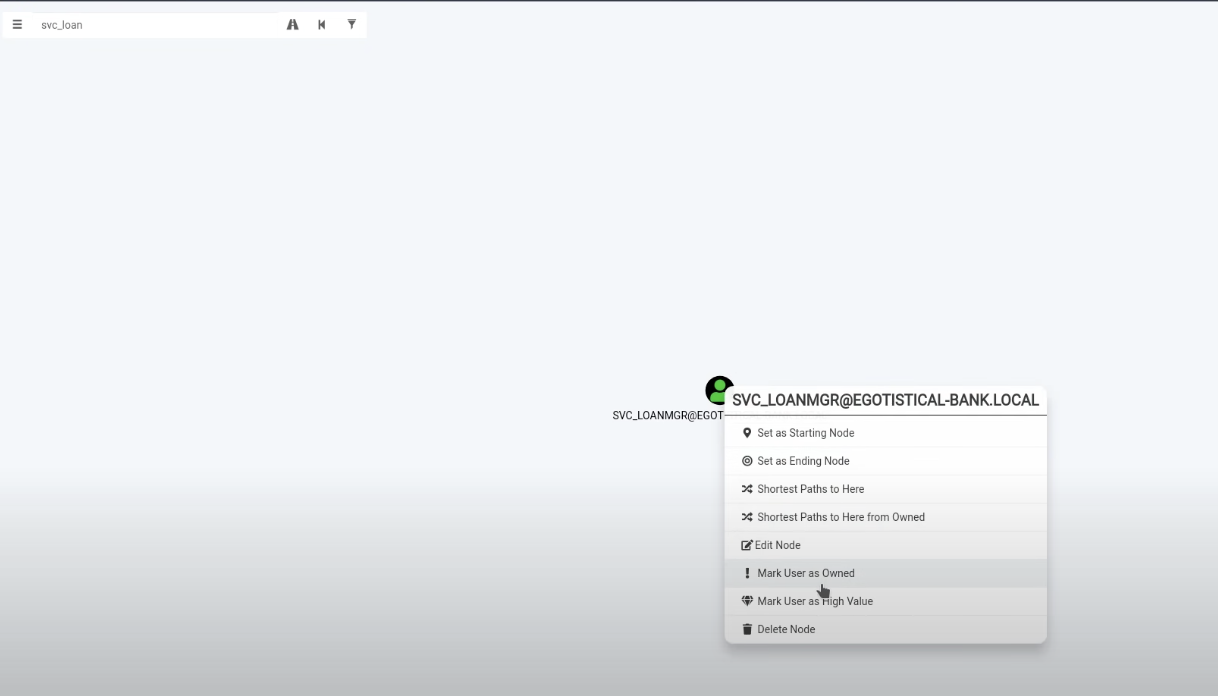 svc_loan
SVC_LOANMGR@EGOT
SVC_LOANMGR@EGOTISTICAL-BANK.LOCAL
Set as Starting Node
Set as Ending Node
Shortest Paths to Here
Shortest Paths to Here from Owned
Edit Node
Mark User as Owned
Mark User as High Value
Delete Node